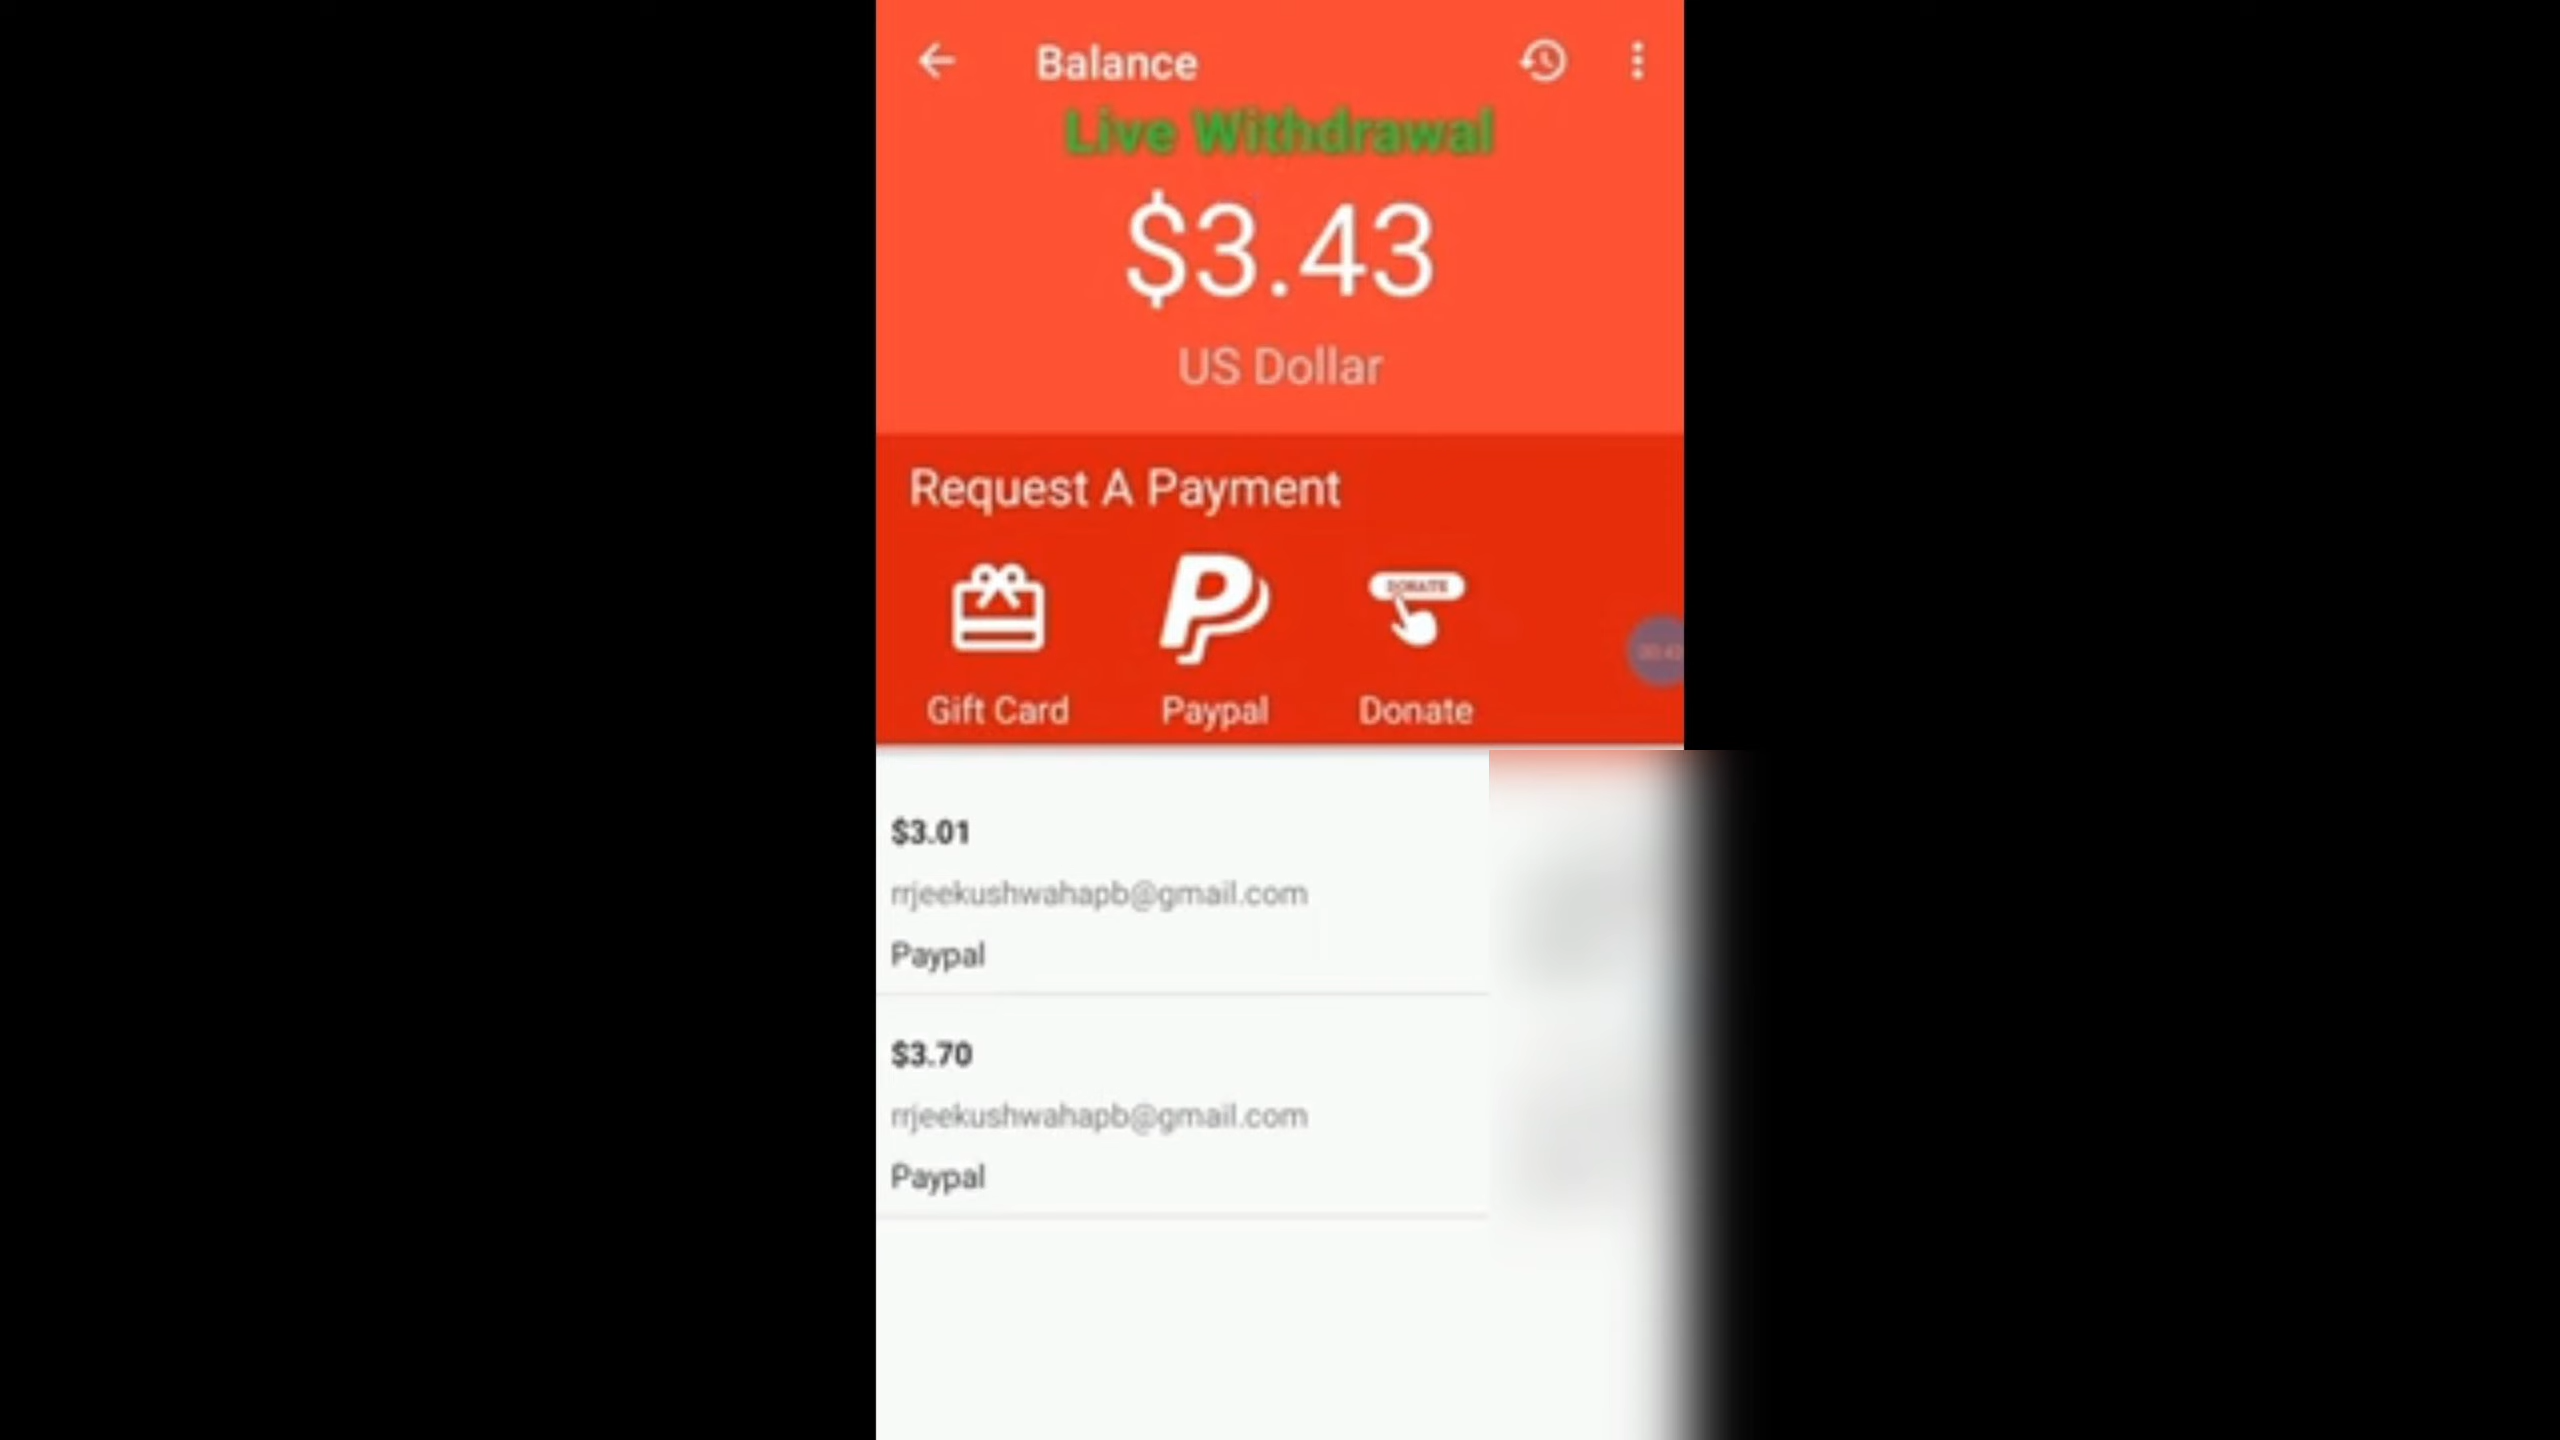 Balance
Live Withdrawal
$3.43
US Dollar
Request A Payment
DONATE
Gift Card
Paypal
Donate
$3.01
rrjeekushwahapb@gmail.com
Paypal
$3.70
rrjeekushwahapb@gmail.com
Paypal